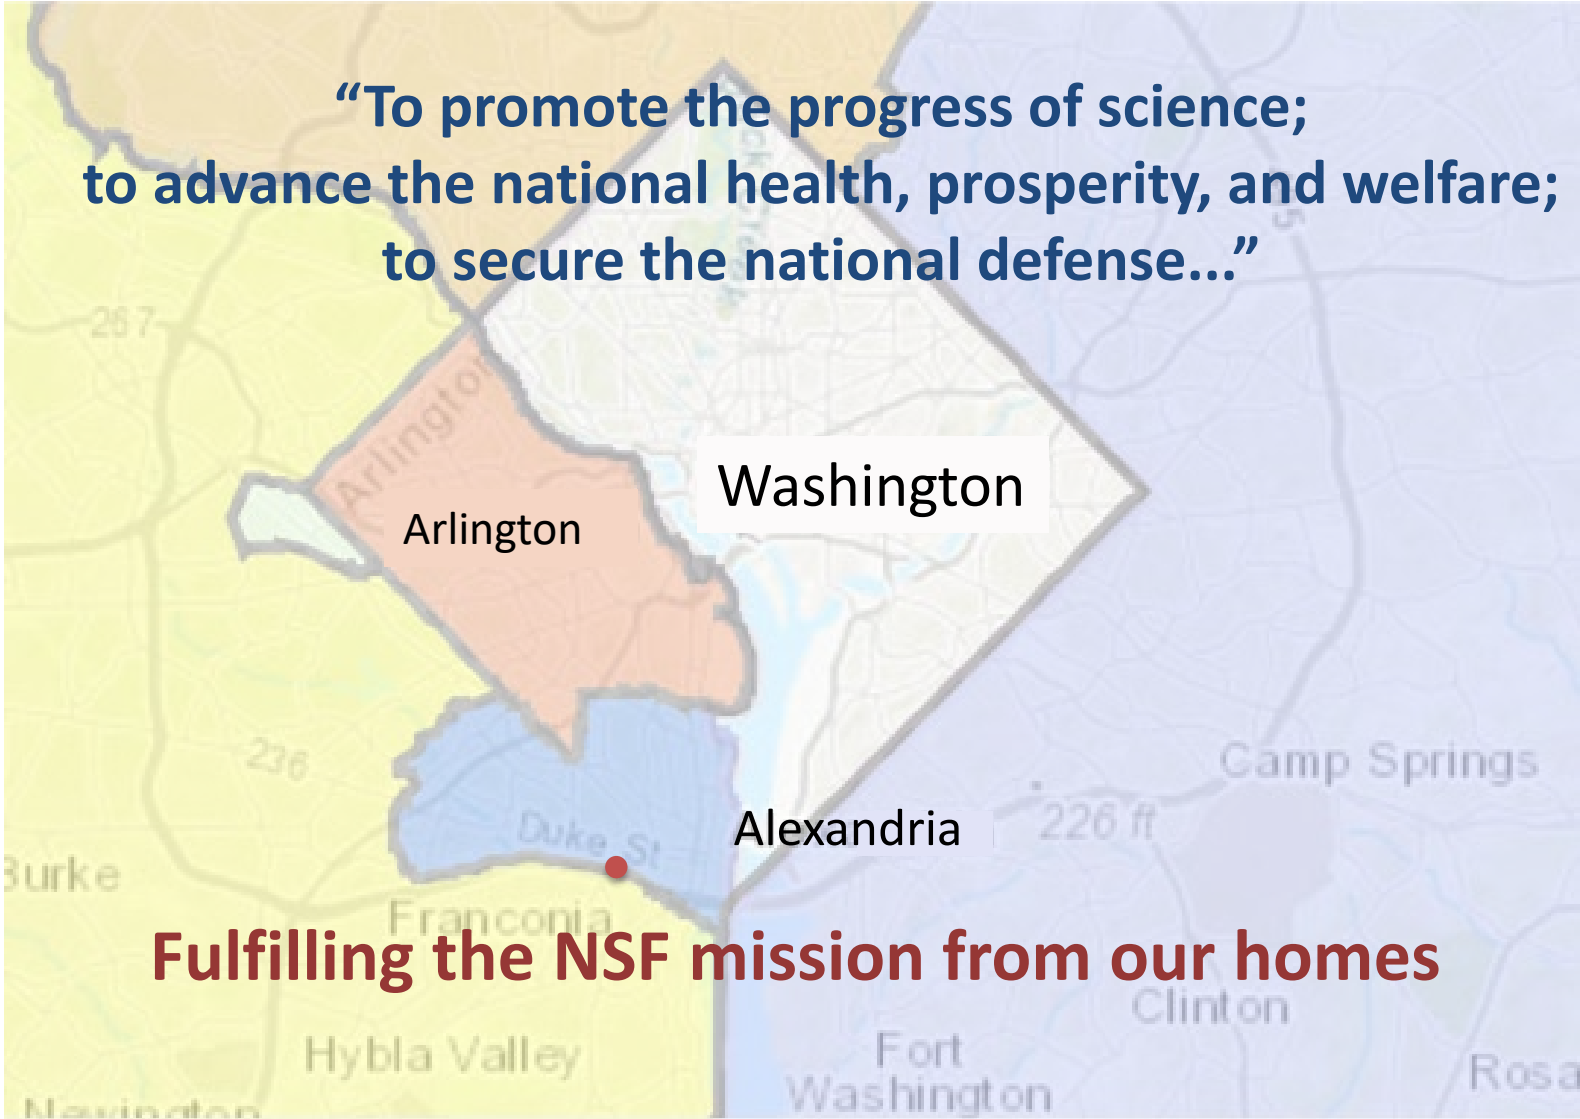 “To promote the progress of science;
to advance the national health, prosperity, and welfare;
to secure the national defense...”
267
Arlington
Washington
Arlington
236
Camp Springs
Duke St
Alexandria
226 ft
Burke
Franconia
Fulfilling the NSF mission from our homes
Clinton
Hybla Valley
Fort
Washington
Newington